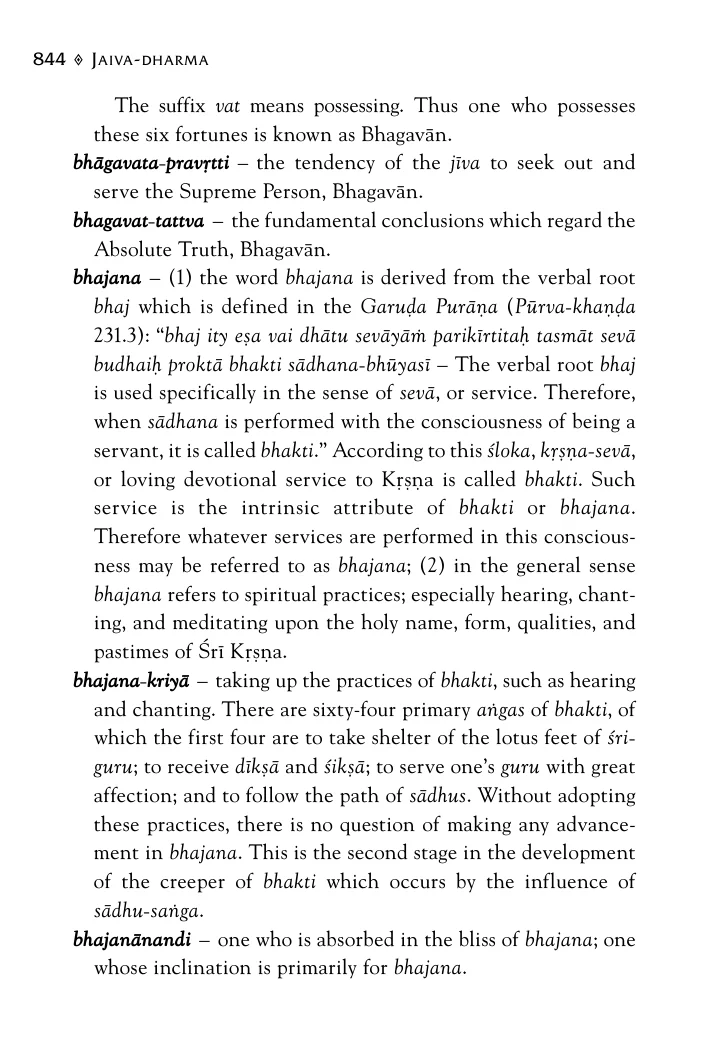 844 ⟡ JAIVA-DHARMA
The suffix vat means possessing. Thus one who possesses
these six fortunes is known as Bhagavān.
bhāgavata-pravṛtti – the tendency of the jīva to seek out and
serve the Supreme Person, Bhagavān.
bhagavat-tattva – the fundamental conclusions which regard the
Absolute Truth, Bhagavān.
bhajana – (1) the word bhajana is derived from the verbal root
bhaj which is defined in the Garuḍa Purāṇa (Pūrva-khaṇḍa
231.3): “bhaj ity eṣa vai dhātu sevāyāṁ parikīrtitaḥ tasmāt sevā
budhaiḥ proktā bhakti sādhana-bhūyasī – The verbal root bhaj
is used specifically in the sense of sevā, or service. Therefore,
when sādhana is performed with the consciousness of being a
servant, it is called bhakti.” According to this śloka, kṛṣṇa-sevā,
or loving devotional service to Kṛṣṇa is called bhakti. Such
service is the intrinsic attribute of bhakti or bhajana.
Therefore whatever services are performed in this conscious-
ness may be referred to as bhajana; (2) in the general sense
bhajana refers to spiritual practices; especially hearing, chant-
ing, and meditating upon the holy name, form, qualities, and
pastimes of Śrī Kṛṣṇa.
bhajana-kriyā – taking up the practices of bhakti, such as hearing
and chanting. There are sixty-four primary aṅgas of bhakti, of
which the first four are to take shelter of the lotus feet of śri-
guru; to receive dīkṣā and śikṣā; to serve one’s guru with great
affection; and to follow the path of sādhus. Without adopting
these practices, there is no question of making any advance-
ment in bhajana. This is the second stage in the development
of the creeper of bhakti which occurs by the influence of
sādhu-saṅga.
bhajanānandi – one who is absorbed in the bliss of bhajana; one
whose inclination is primarily for bhajana.